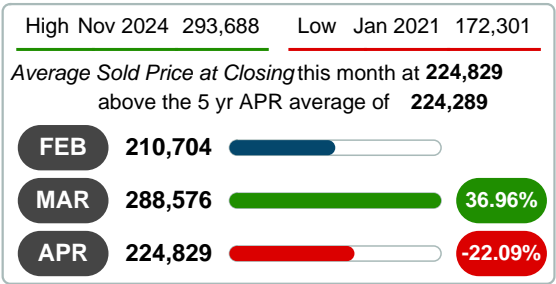 High Nov 2024 293,688 Low Jan 2021 172,301
Average Sold Price at Closing this month at 224,829
above the 5 yr APR average of 224,289
FEB 210,704
MAR 288,576 36.96%
APR 224,829 -22.09%